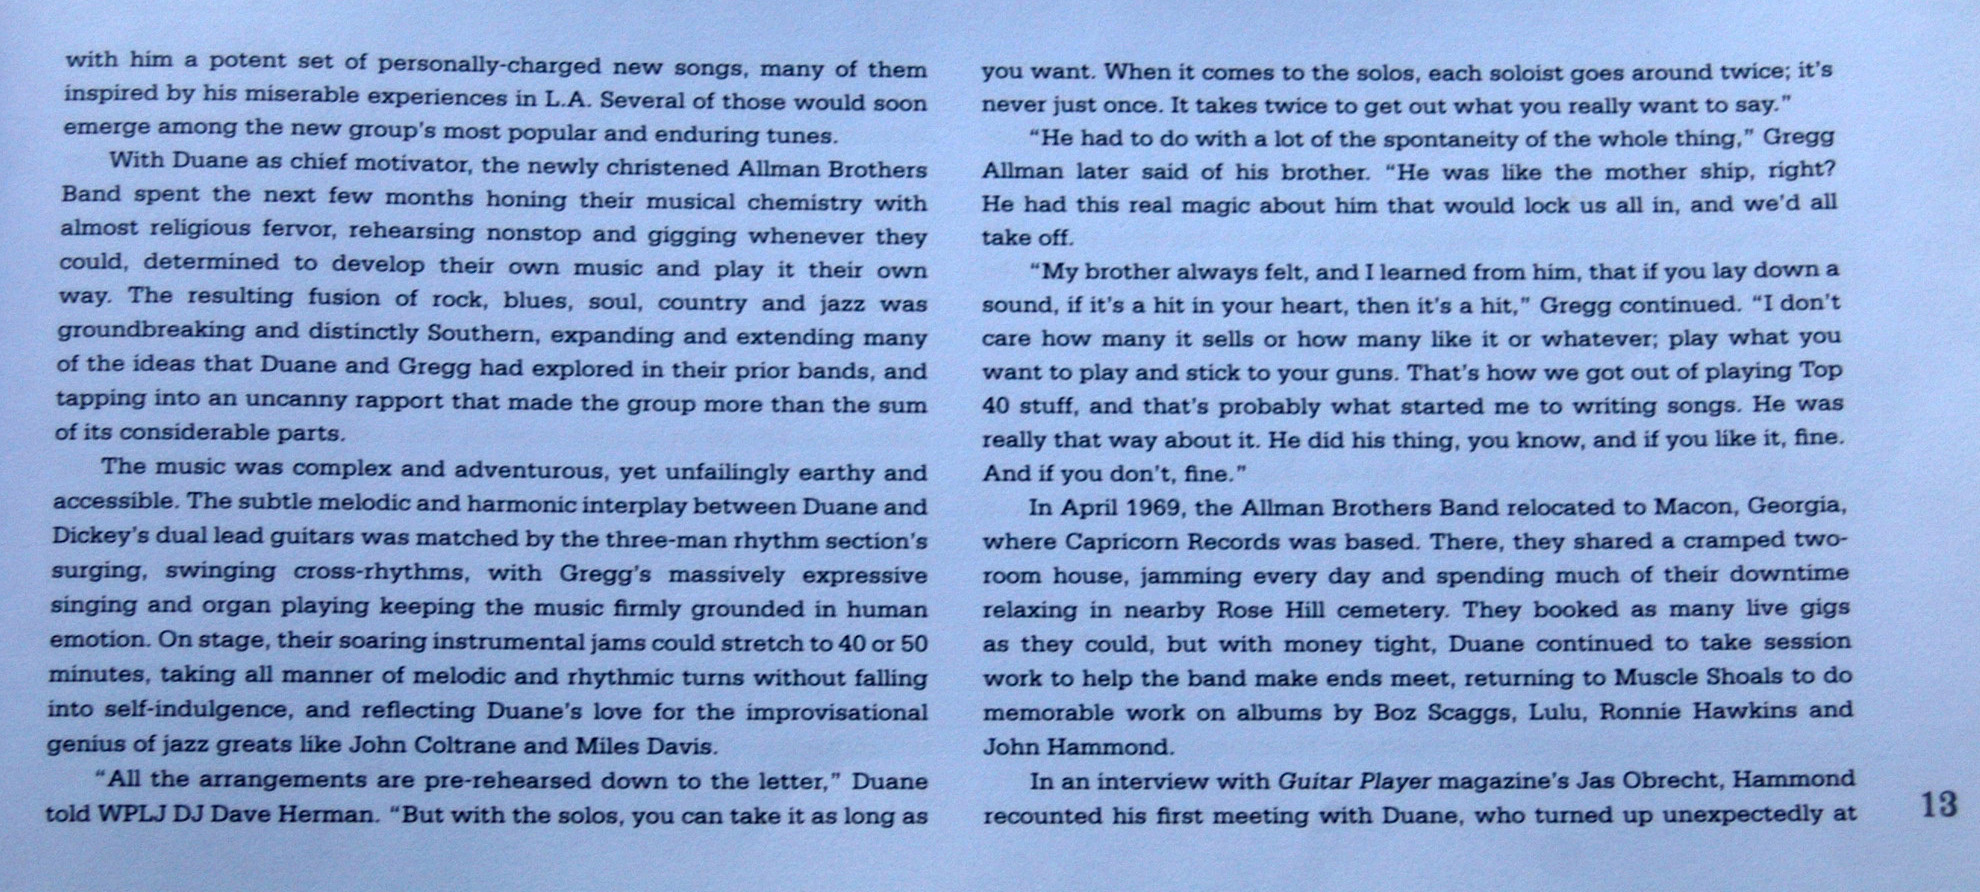 with him a potent set of personally-charged new songs, many of them
inspired by his miserable experiences in L.A. Several of those would soon
emerge among the new group's most popular and enduring tunes.
With Duane as chief motivator, the newly christened Allman Brothers
Band spent the next few months honing their musical chemistry with
almost religious fervor, rehearsing nonstop and gigging whenever they
could, determined to develop their own music and play it their own
way. The resulting fusion of rock, blues, soul, country and jazz was
groundbreaking and distinctly Southern, expanding and extending many
of the ideas that Duane and Gregg had explored in their prior bands, and
tapping into an uncanny rapport that made the group more than the sum
of its considerable parts.
The music was complex and adventurous, yet unfailingly earthy and
accessible. The subtle melodic and harmonic interplay between Duane and
Dickey's dual lead guitars was matched by the three-man rhythm section's
surging, swinging cross-rhythms, with Gregg's massively expressive
singing and organ playing keeping the music firmly grounded in human
emotion. On stage, their soaring instrumental jams could stretch to 40 or 50
minutes, taking all manner of melodic and rhythmic turns without falling
into self-indulgence, and reflecting Duane's love for the improvisational
genius of jazz greats like John Coltrane and Miles Davis.
“All the arrangements are pre-rehearsed down to the letter,” Duane
told WPLJ DJ Dave Herman. “But with the solos, you can take it as long as
you want. When it comes to the solos, each soloist goes around twice; it's
never just once. It takes twice to get out what you really want to say.”
“He had to do with a lot of the spontaneity of the whole thing,” Gregg
Allman later said of his brother. “He was like the mother ship, right?
He had this real magic about him that would lock us all in, and we'd all
take off.
“My brother always felt, and I learned from him, that if you lay down a
sound, if it's a hit in your heart, then it's a hit,” Gregg continued. “I don't
care how many it sells or how many like it or whatever; play what you
want to play and stick to your guns. That's how we got out of playing Top
40 stuff, and that's probably what started me to writing songs. He was
really that way about it. He did his thing, you know, and if you like it, fine.
And if you don't, fine.”
In April 1969, the Allman Brothers Band relocated to Macon, Georgia,
where Capricorn Records was based. There, they shared a cramped two-
room house, jamming every day and spending much of their downtime
relaxing in nearby Rose Hill cemetery. They booked as many live gigs
as they could, but with money tight, Duane continued to take session
work to help the band make ends meet, returning to Muscle Shoals to do
memorable work on albums by Boz Scaggs, Lulu, Ronnie Hawkins and
John Hammond.
In an interview with Guitar Player magazine's Jas Obrecht, Hammond
recounted his first meeting with Duane, who turned up unexpectedly at
13